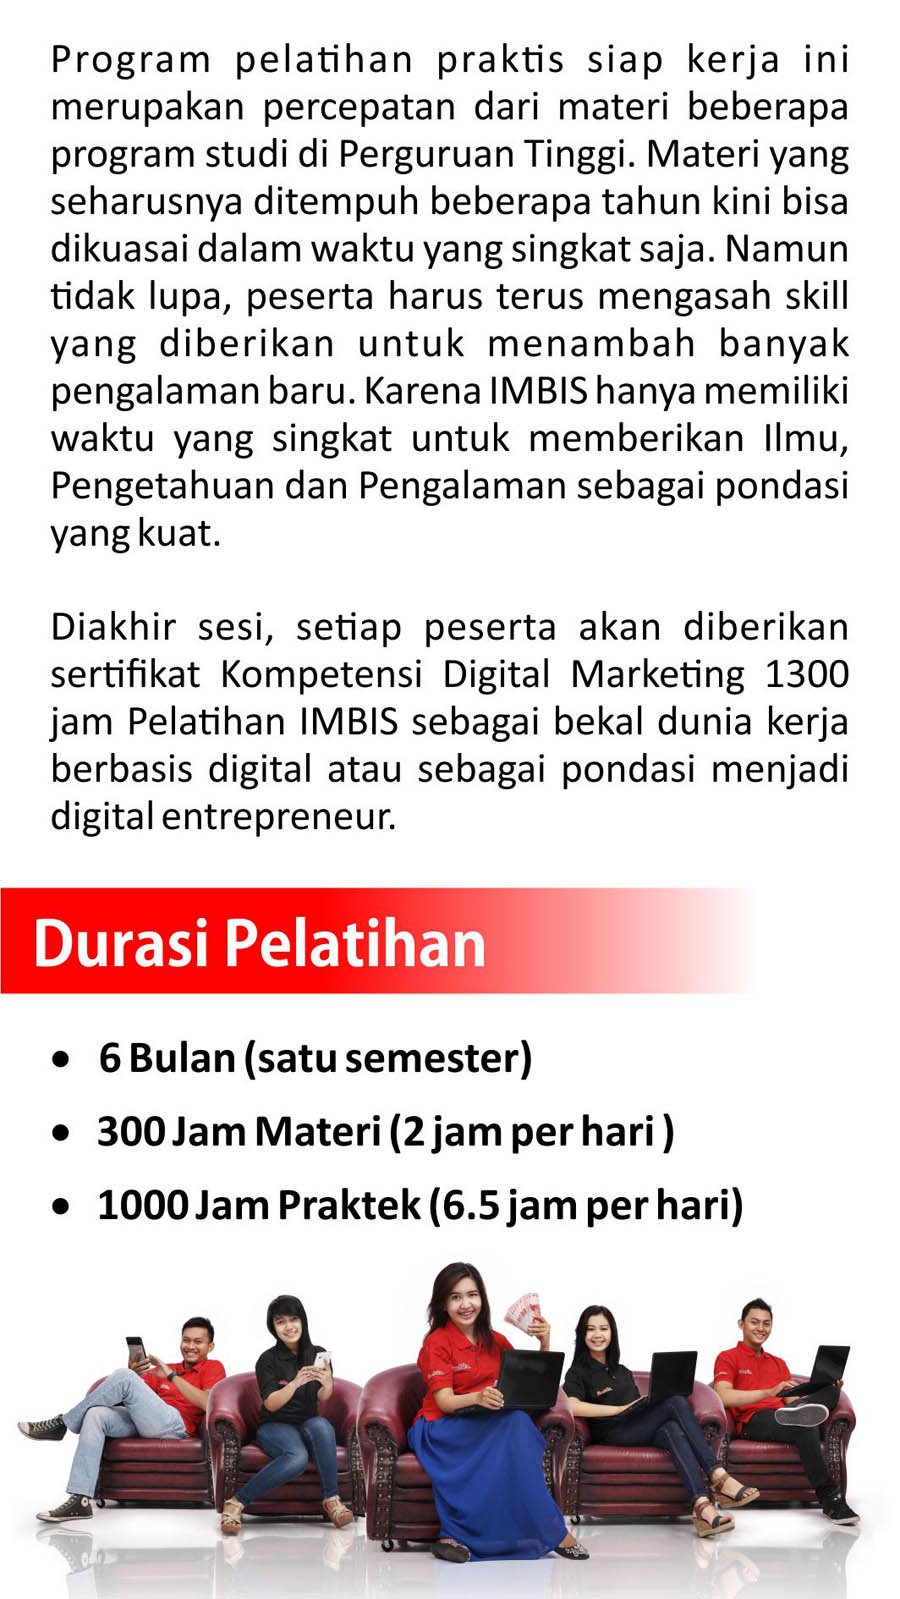 Program pelatihan praktis siap kerja ini
merupakan percepatan dari materi beberapa
program studi di Perguruan Tinggi. Materi yang
seharusnya ditempuh beberapa tahun kini bisa
dikuasai dalam waktu yang singkat saja. Namun
tidak lupa, peserta harus terus mengasah skill
yang diberikan untuk menambah banyak
pengalaman baru. Karena IMBIS hanya memiliki
waktu yang singkat untuk memberikan Ilmu,
Pengetahuan dan Pengalaman sebagai pondasi
yang kuat.
Diakhir sesi, setiap peserta akan diberikan
sertifikat Kompetensi Digital Marketing 1300
jam Pelatihan IMBIS sebagai bekal dunia kerja
berbasis digital atau sebagai pondasi menjadi
digital entrepreneur.
Durasi Pelatihan
• 6 Bulan (satu semester)
• 300 Jam Materi (2 jam per hari )
• 1000 Jam Praktek (6.5 jam per hari)